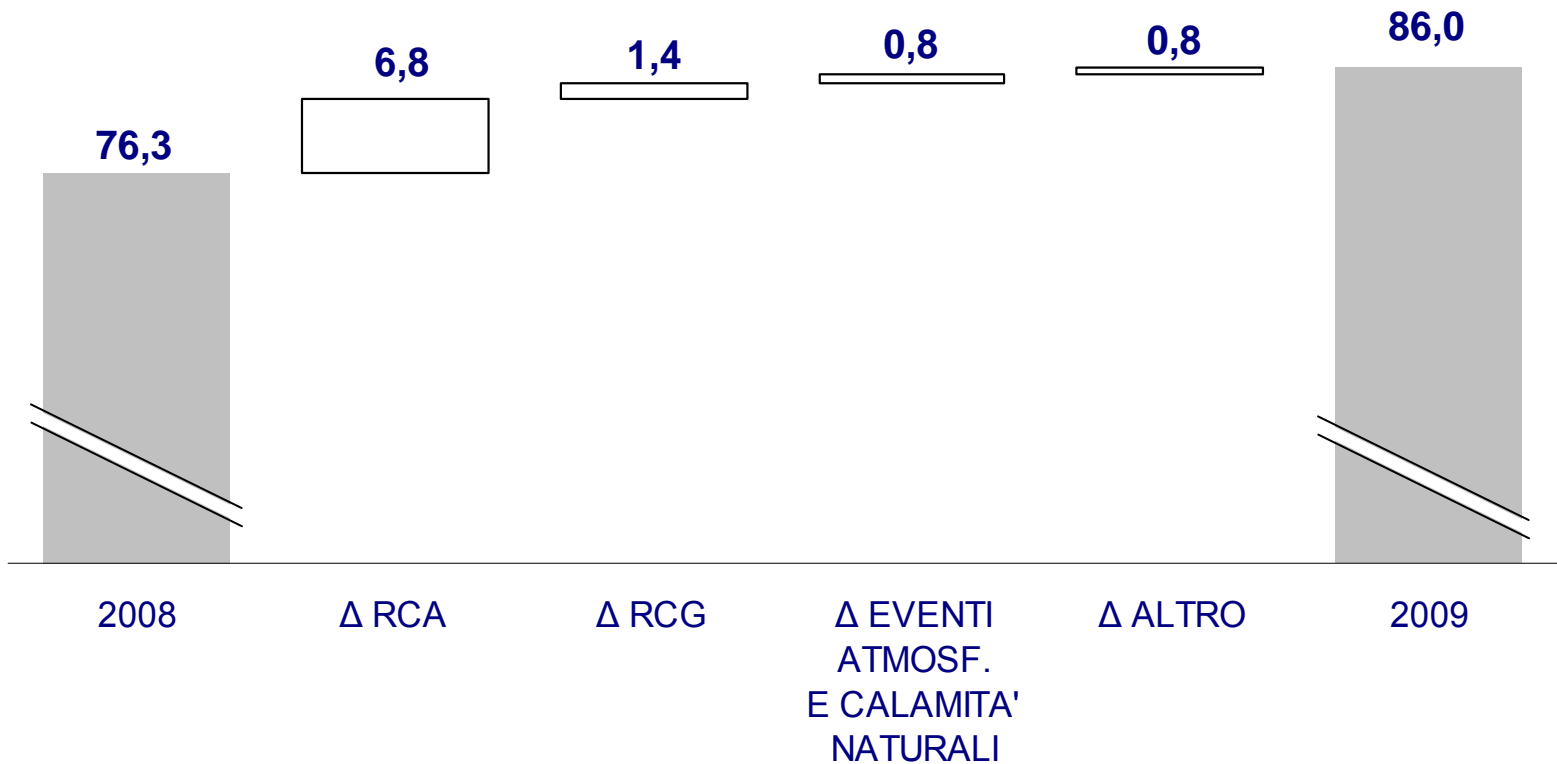 76,3
6,8
1,4
0,8
0,8
86,0
2008
Δ RCA
Δ RCG
Δ EVENTI
ATMOSF.
E CALAMITA'
NATURALI
Δ ALTRO
2009